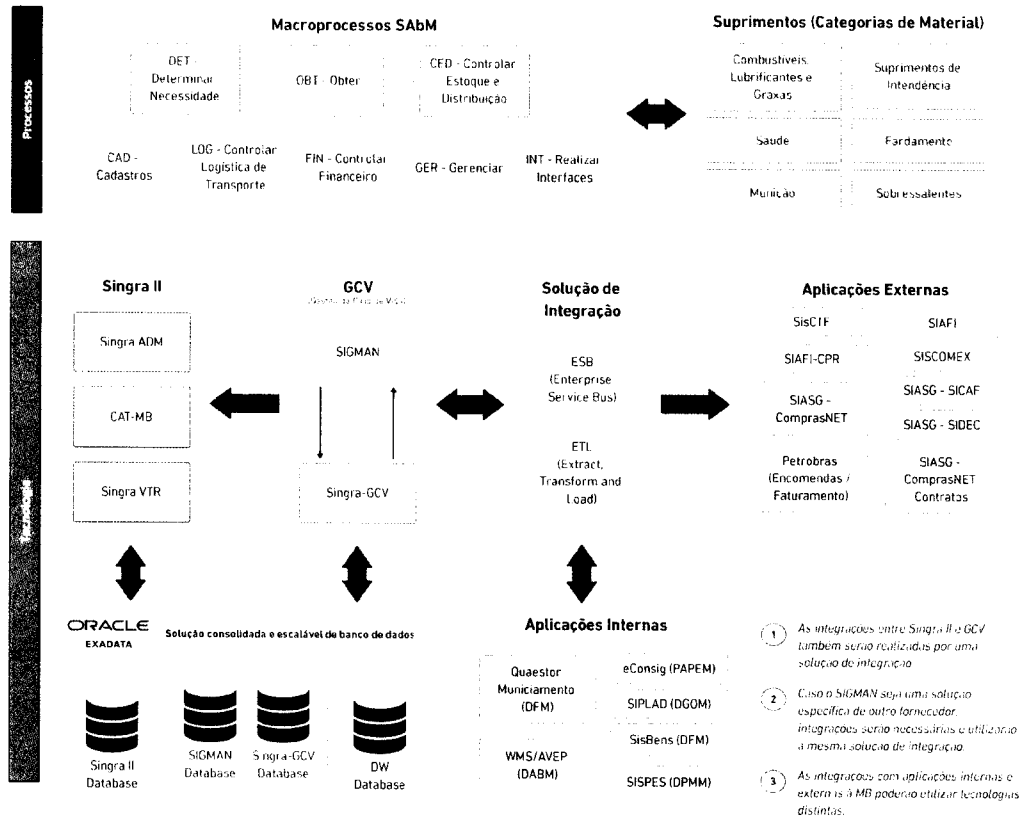 Processos
Macroprocessos SAbM
DET -
Determinar
Necessidade
OBT - Obter
CED - Controlar
Estoque e
Distribuição
CAD -
Cadastros
LOG - Controlar
Logística de
Transporte
FIN - Controlar
Financeiro
GER - Gerenciar
INT - Realizar
Interfaces
Suprimentos (Categorias de Material)
Combustíveis,
Lubrificantes e
Graxas
Suprimentos de
Intendência
Saúde
Fardamento
Munição
Sobressalentes
Tecnologia
Singra II
Singra ADM
CAT-MB
Singra VTR
GCV
(Gestão do Ciclo de Vida)
SIGMAN
Singra-GCV
Solução de
Integração
ESB
(Enterprise
Service Bus)
ETL
(Extract,
Transform and
Load)
Aplicações Externas
SisCTF
SIAFI
SIAFI-CPR
SISCOMEX
SIASG -
ComprasNET
SIASG - SICAF
SIASG - SIDEC
Petrobras
(Encomendas /
Faturamento)
SIASG -
ComprasNET
Contratos
ORACLE
EXADATA
Solução consolidada e escalável de banco de dados
Singra II
Database
SIGMAN
Database
Singra-GCV
Database
DW
Database
Aplicações Internas
Quaestor
Municiamento
(DFM)
eConsig (PAPEM)
SIPLAD (DGOM)
WMS/AVEP
(DABM)
SisBens (DFM)
SISPES (DPMM)
1 As integrações entre Singra II e GCV
também serão realizadas por uma
solução de integração.
2 Caso o SIGMAN seja uma solução
específica de outro fornecedor,
integrações serão necessárias e utilizarão
a mesma solução de integração.
3 As integrações com aplicações internas e
externas à MB poderão utilizar tecnologias
distintas.